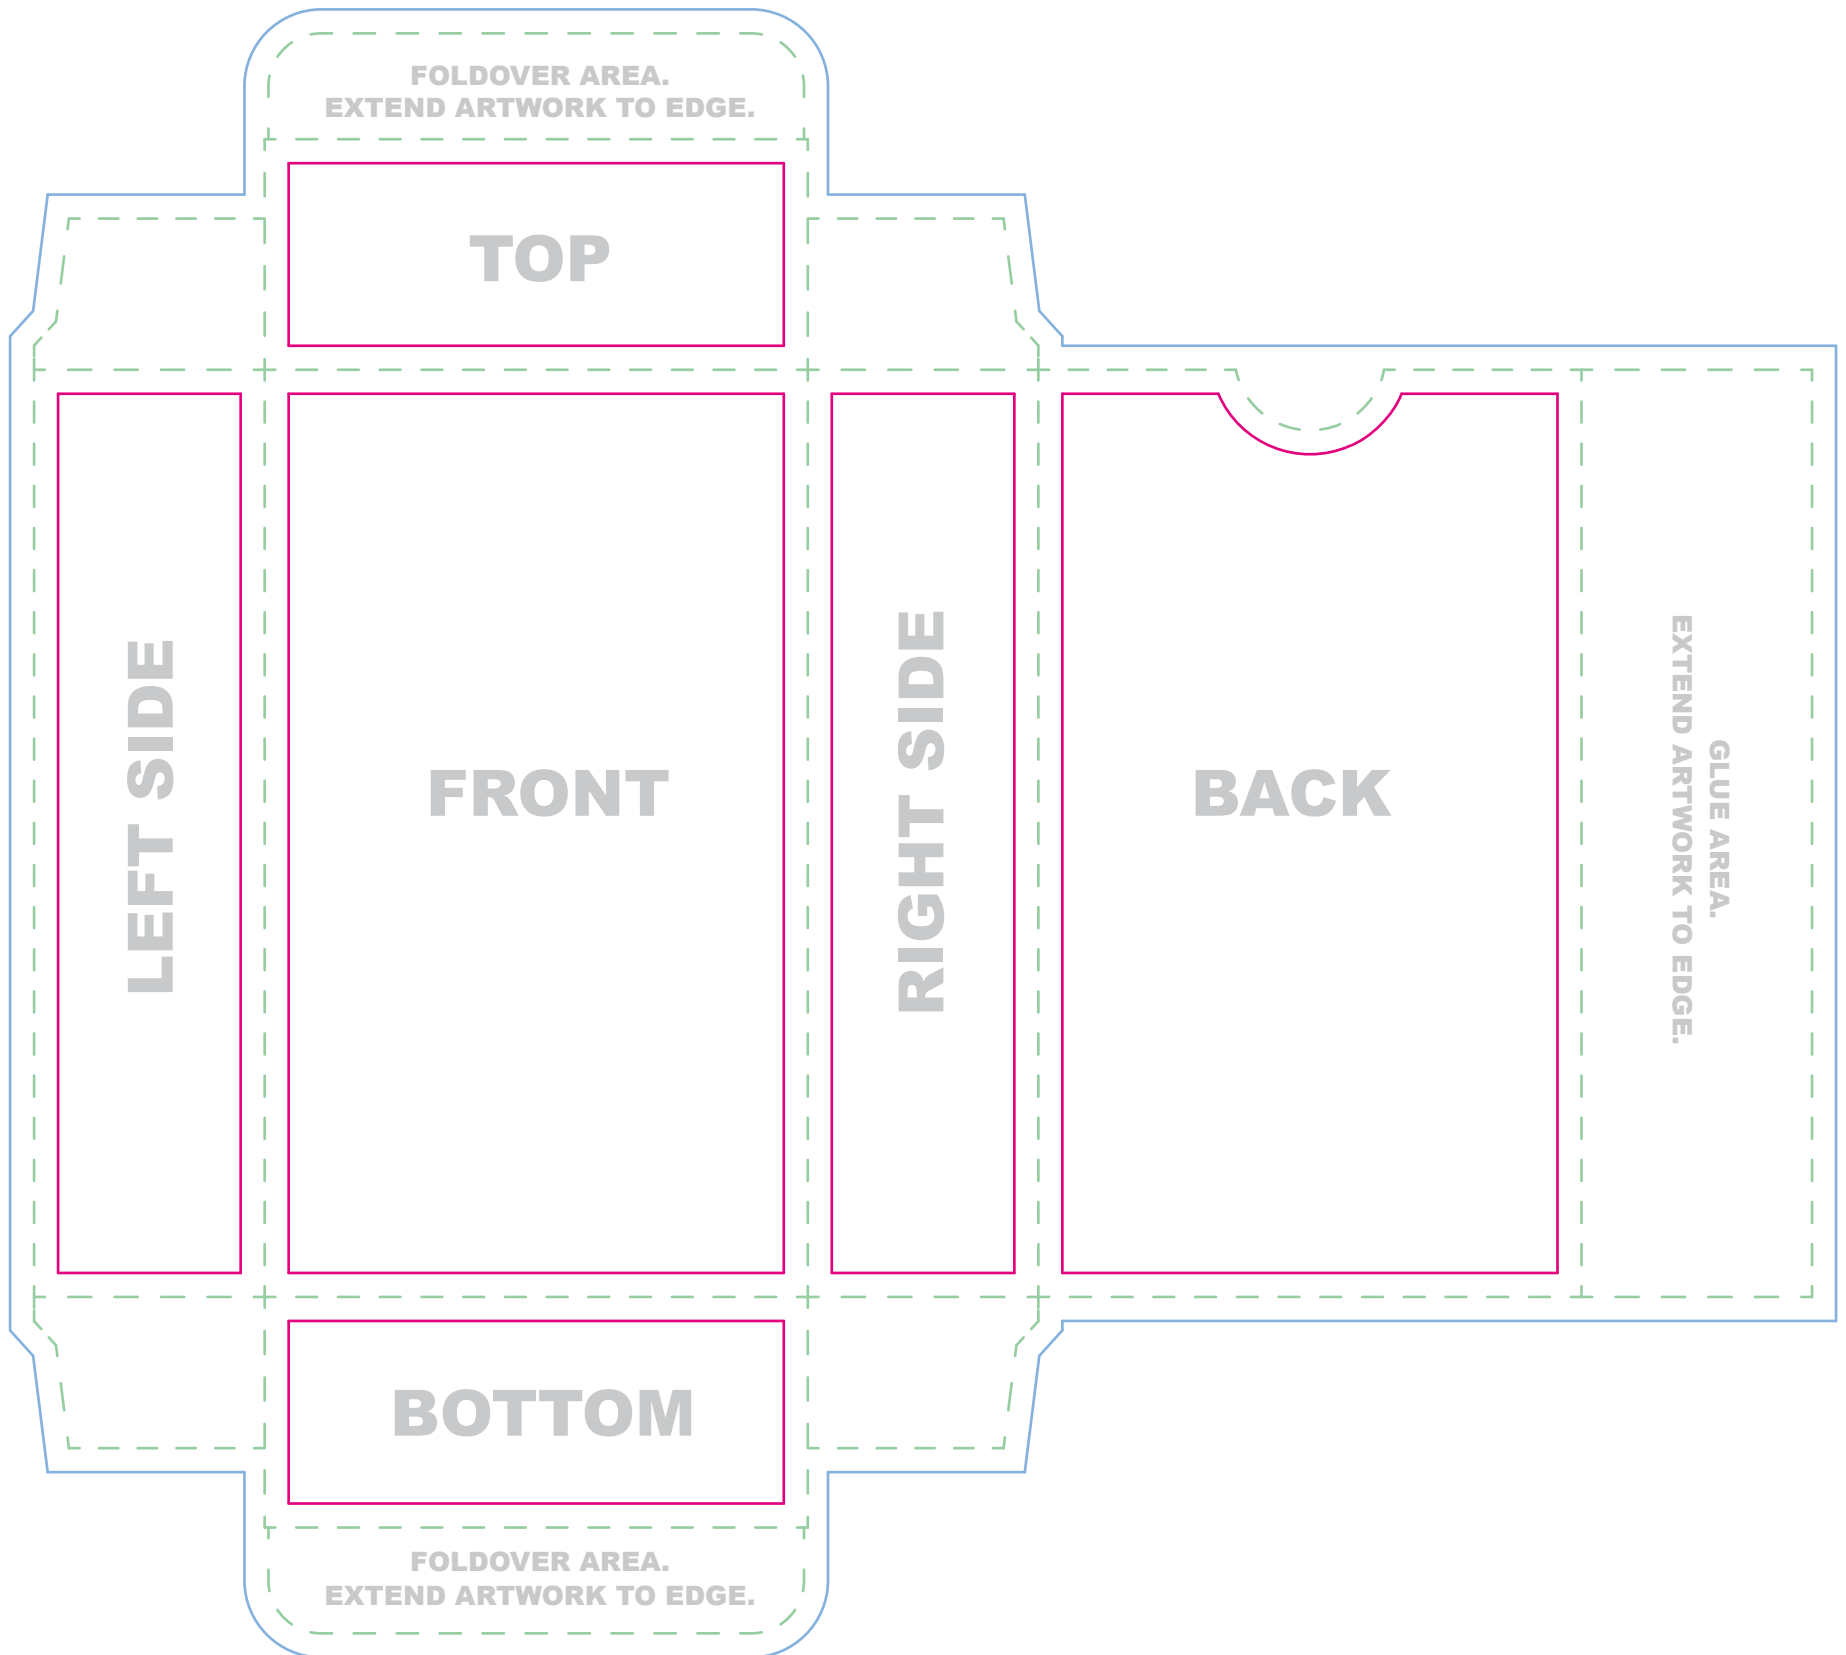 FOLDOVER AREA.
EXTEND ARTWORK TO EDGE.
TOP
LEFT SIDE
FRONT
RIGHT SIDE
BACK
GLUE AREA.
EXTEND ARTWORK TO EDGE.
BOTTOM
FOLDOVER AREA.
EXTEND ARTWORK TO EDGE.